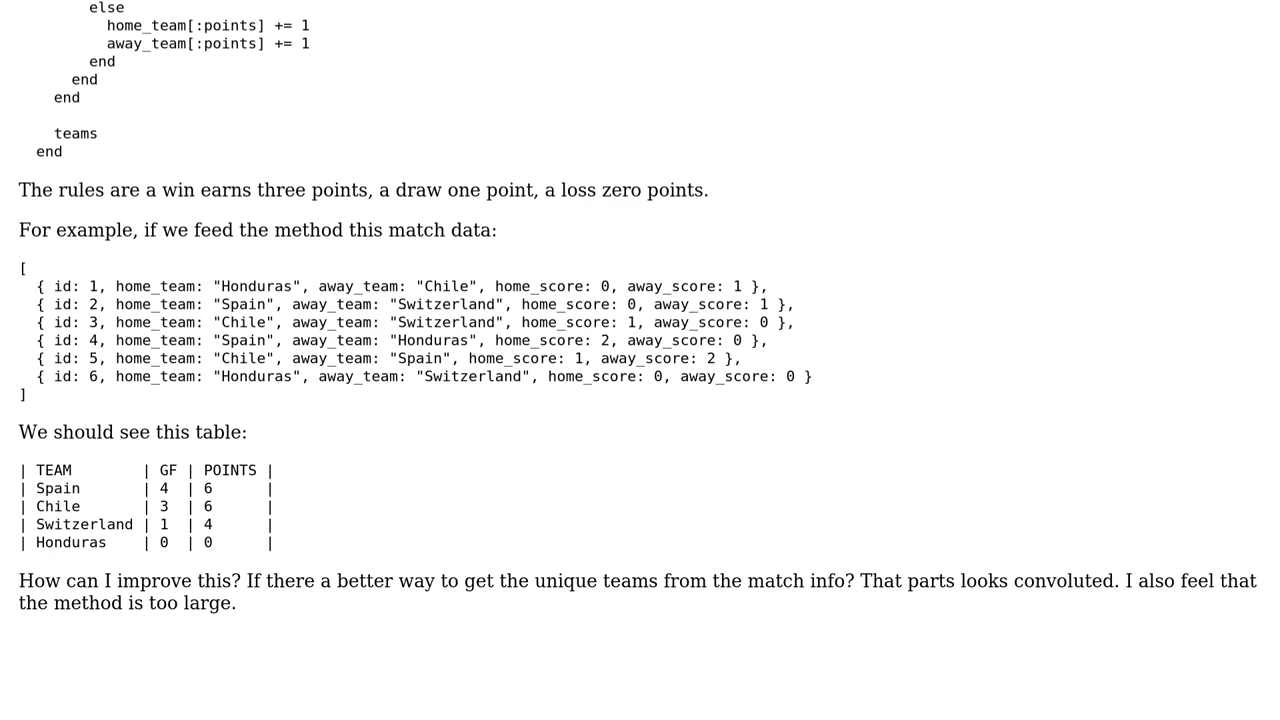 else
          home_team[:points] += 1
          away_team[:points] += 1
        end
      end
    end

    teams
  end
The rules are a win earns three points, a draw one point, a loss zero points.
For example, if we feed the method this match data:
[
  { id: 1, home_team: "Honduras", away_team: "Chile", home_score: 0, away_score: 1 },
  { id: 2, home_team: "Spain", away_team: "Switzerland", home_score: 0, away_score: 1 },
  { id: 3, home_team: "Chile", away_team: "Switzerland", home_score: 1, away_score: 0 },
  { id: 4, home_team: "Spain", away_team: "Honduras", home_score: 2, away_score: 0 },
  { id: 5, home_team: "Chile", away_team: "Spain", home_score: 1, away_score: 2 },
  { id: 6, home_team: "Honduras", away_team: "Switzerland", home_score: 0, away_score: 0 }
]
We should see this table:
| TEAM        | GF | POINTS |
| Spain       | 4  | 6      |
| Chile       | 3  | 6      |
| Switzerland | 1  | 4      |
| Honduras    | 0  | 0      |
How can I improve this? If there a better way to get the unique teams from the match info? That parts looks convoluted. I also feel that
the method is too large.